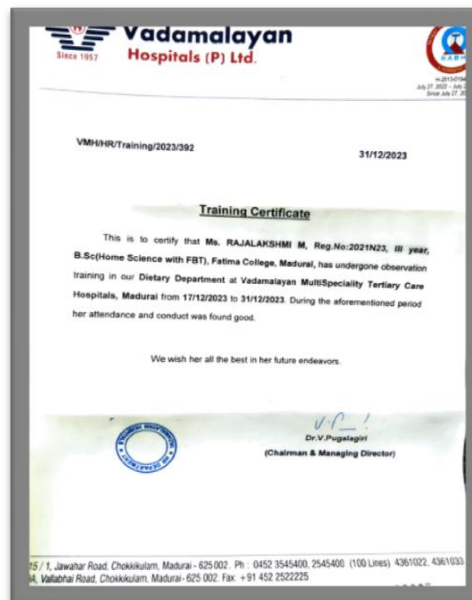 Vadamalayan
Since 1957
Hospitals (P) Ltd.
VMH/HR/Training/2023/392
31/12/2023
Training Certificate
This is to certify that Ms. RAJALAKSHMI M, Reg.No:2021N23, III year,
B.Sc(Home Science with FBT), Fatima College, Madurai, has undergone observation
training in our Dietary Department at Vadamalayan MultiSpeciality Tertiary Care
Hospitals, Madurai from 17/12/2023 to 31/12/2023. During the aforementioned period
her attendance and conduct was found good.
We wish her all the best in her future endeavors.
Dr.V.Pugalagiri
(Chairman & Managing Director)
HR DEPARTMENT
15 / 1, Jawahar Road, Chokkikulam, Madurai - 625 002. Ph : 0452 3545400, 2545400 (100 Lines) 4361022, 4361033
Vallabhai Road, Chokkikulam, Madurai- 625 002. Fax +91 452 2522225